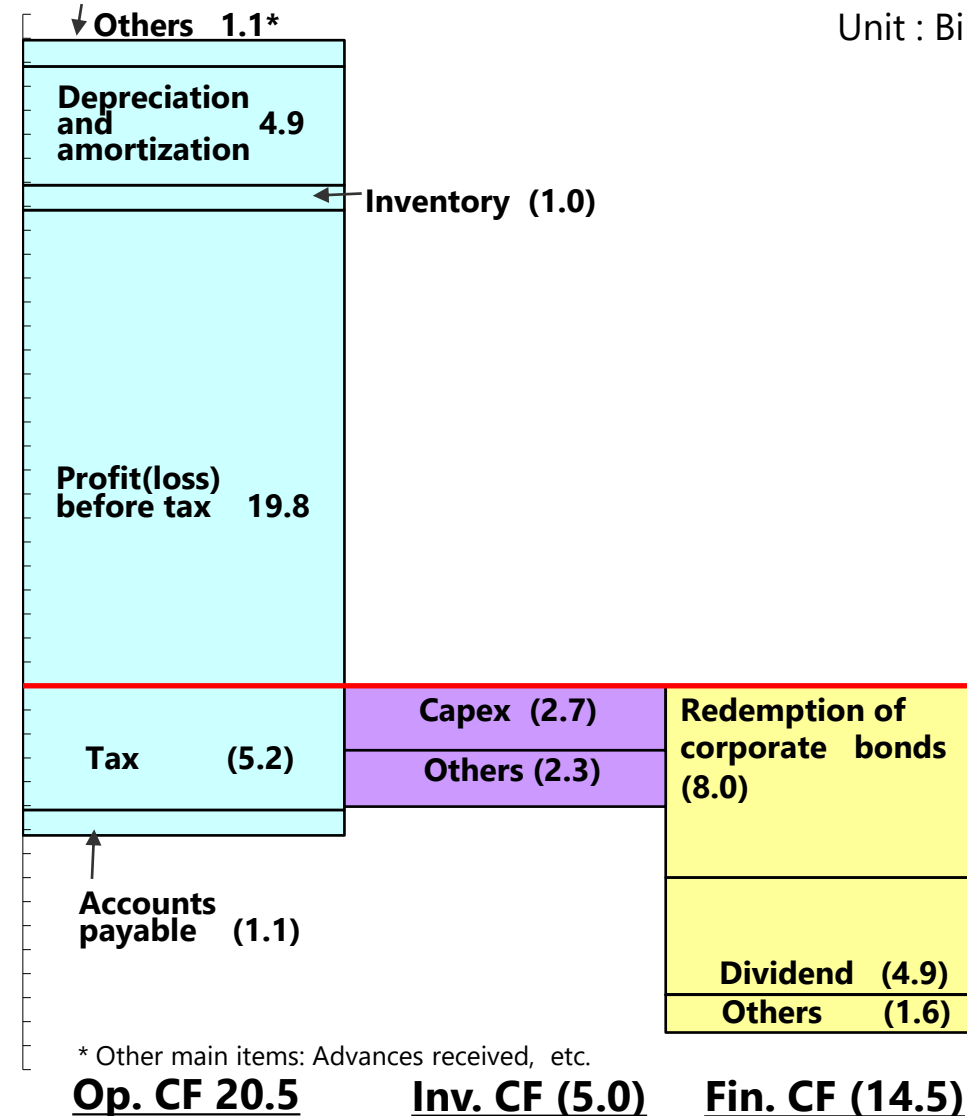 Others 1.1*
Unit : Bi
Depreciation
and 4.9
amortization
Inventory (1.0)
Profit(loss)
before tax 19.8
Capex (2.7)
Redemption of
corporate bonds
(8.0)
Tax (5.2)
Others (2.3)
Accounts
payable (1.1)
Dividend (4.9)
Others (1.6)
* Other main items: Advances received, etc.
Op. CF 20.5 Inv. CF (5.0) Fin. CF (14.5)